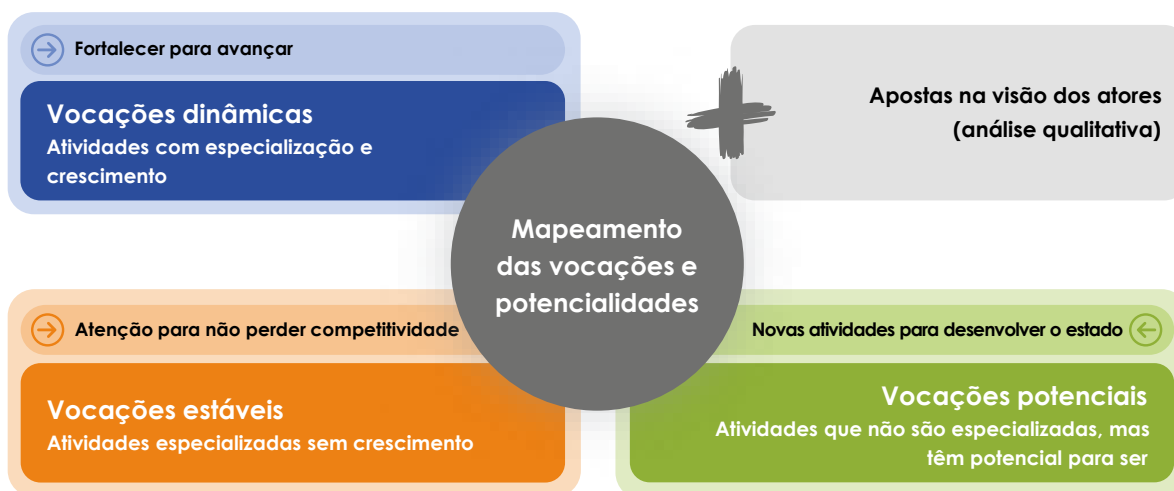 Fortalecer para avançar
Vocações dinâmicas
Atividades com especialização e
crescimento
Apostas na visão dos atores
(análise qualitativa)
Mapeamento
das vocações e
potencialidades
Atenção para não perder competitividade
Vocações estáveis
Atividades especializadas sem crescimento
Novas atividades para desenvolver o estado
Vocações potenciais
Atividades que não são especializadas, mas
têm potencial para ser